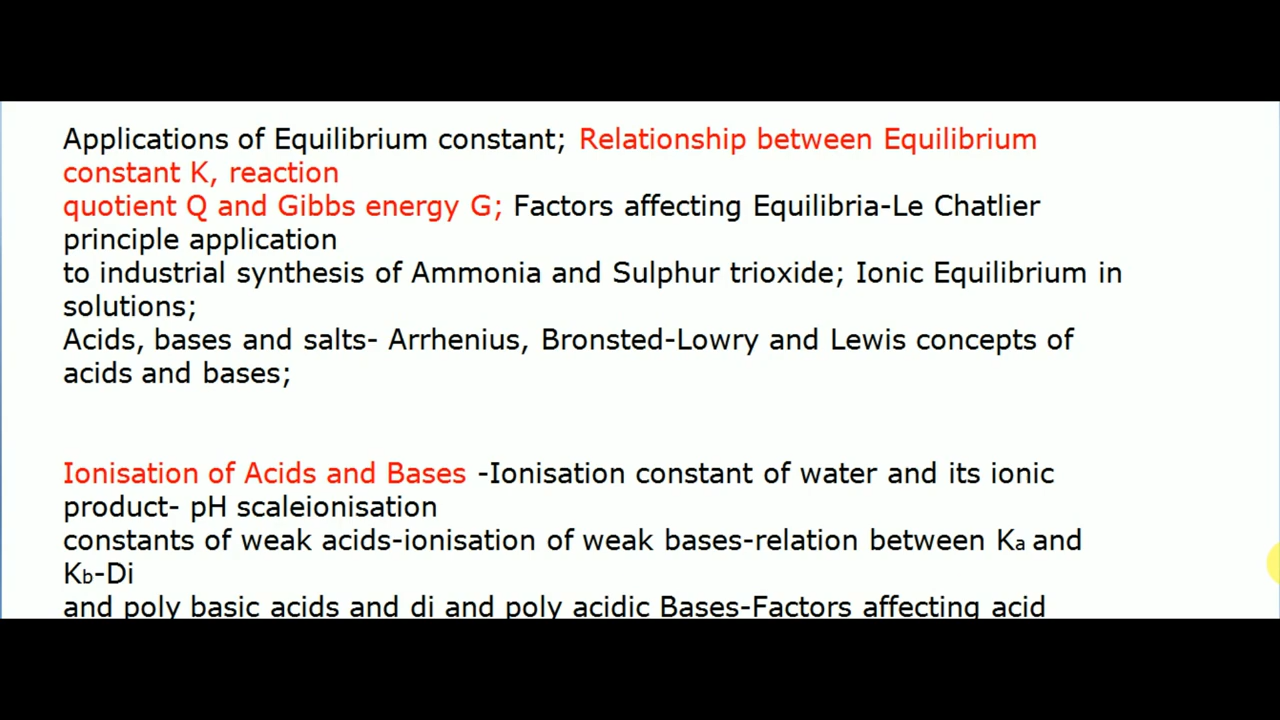 Applications of Equilibrium constant; Relationship between Equilibrium
constant K, reaction
quotient Q and Gibbs energy G; Factors affecting Equilibria-Le Chatlier
principle application
to industrial synthesis of Ammonia and Sulphur trioxide; Ionic Equilibrium in
solutions;
Acids, bases and salts- Arrhenius, Bronsted-Lowry and Lewis concepts of
acids and bases;
Ionisation of Acids and Bases -Ionisation constant of water and its ionic
product- pH scaleionisation
constants of weak acids-ionisation of weak bases-relation between Ka and
Kb-Di
and poly basic acids and di and poly acidic Bases-Factors affecting acid